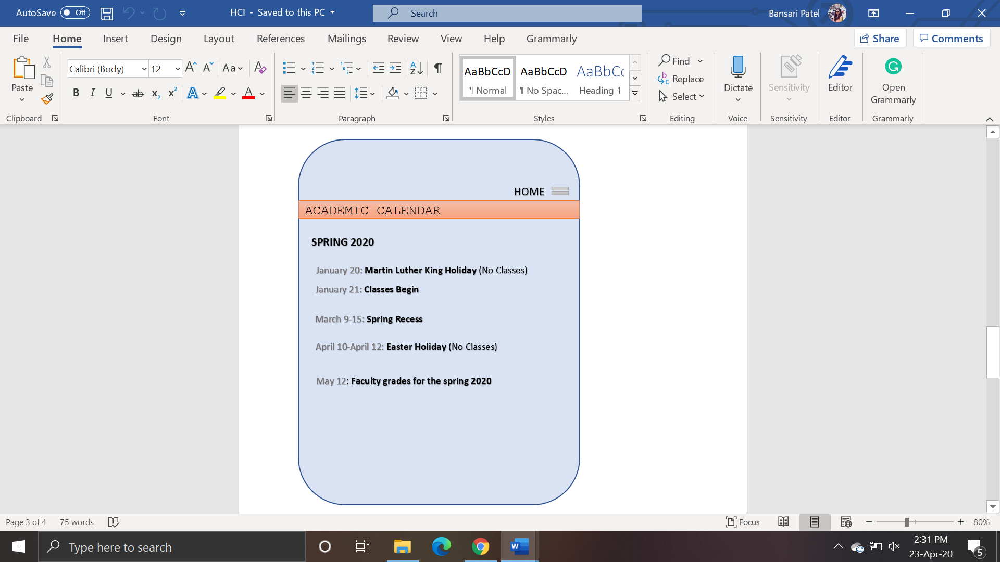 AutoSave Off HCI - Saved to this PC Search Bansari Patel
File Home Insert Design Layout References Mailings Review View Help Grammarly Share Comments
Calibri (Body) 12 Aa
AaBbCcD AaBbCcD AaBbCc
Paste
¶ Normal ¶ No Spac... Heading 1
B I U ab x2 x2 A A
Find
Replace
Select
Dictate Sensitivity Editor Open Grammarly
Clipboard Font Paragraph Styles Editing Voice Sensitivity Editor Grammarly
HOME
ACADEMIC CALENDAR
SPRING 2020
January 20: Martin Luther King Holiday (No Classes)
January 21: Classes Begin
March 9-15: Spring Recess
April 10-April 12: Easter Holiday (No Classes)
May 12: Faculty grades for the spring 2020
Page 3 of 4 75 words Focus 80%
Type here to search
2:31 PM
23-Apr-20
5